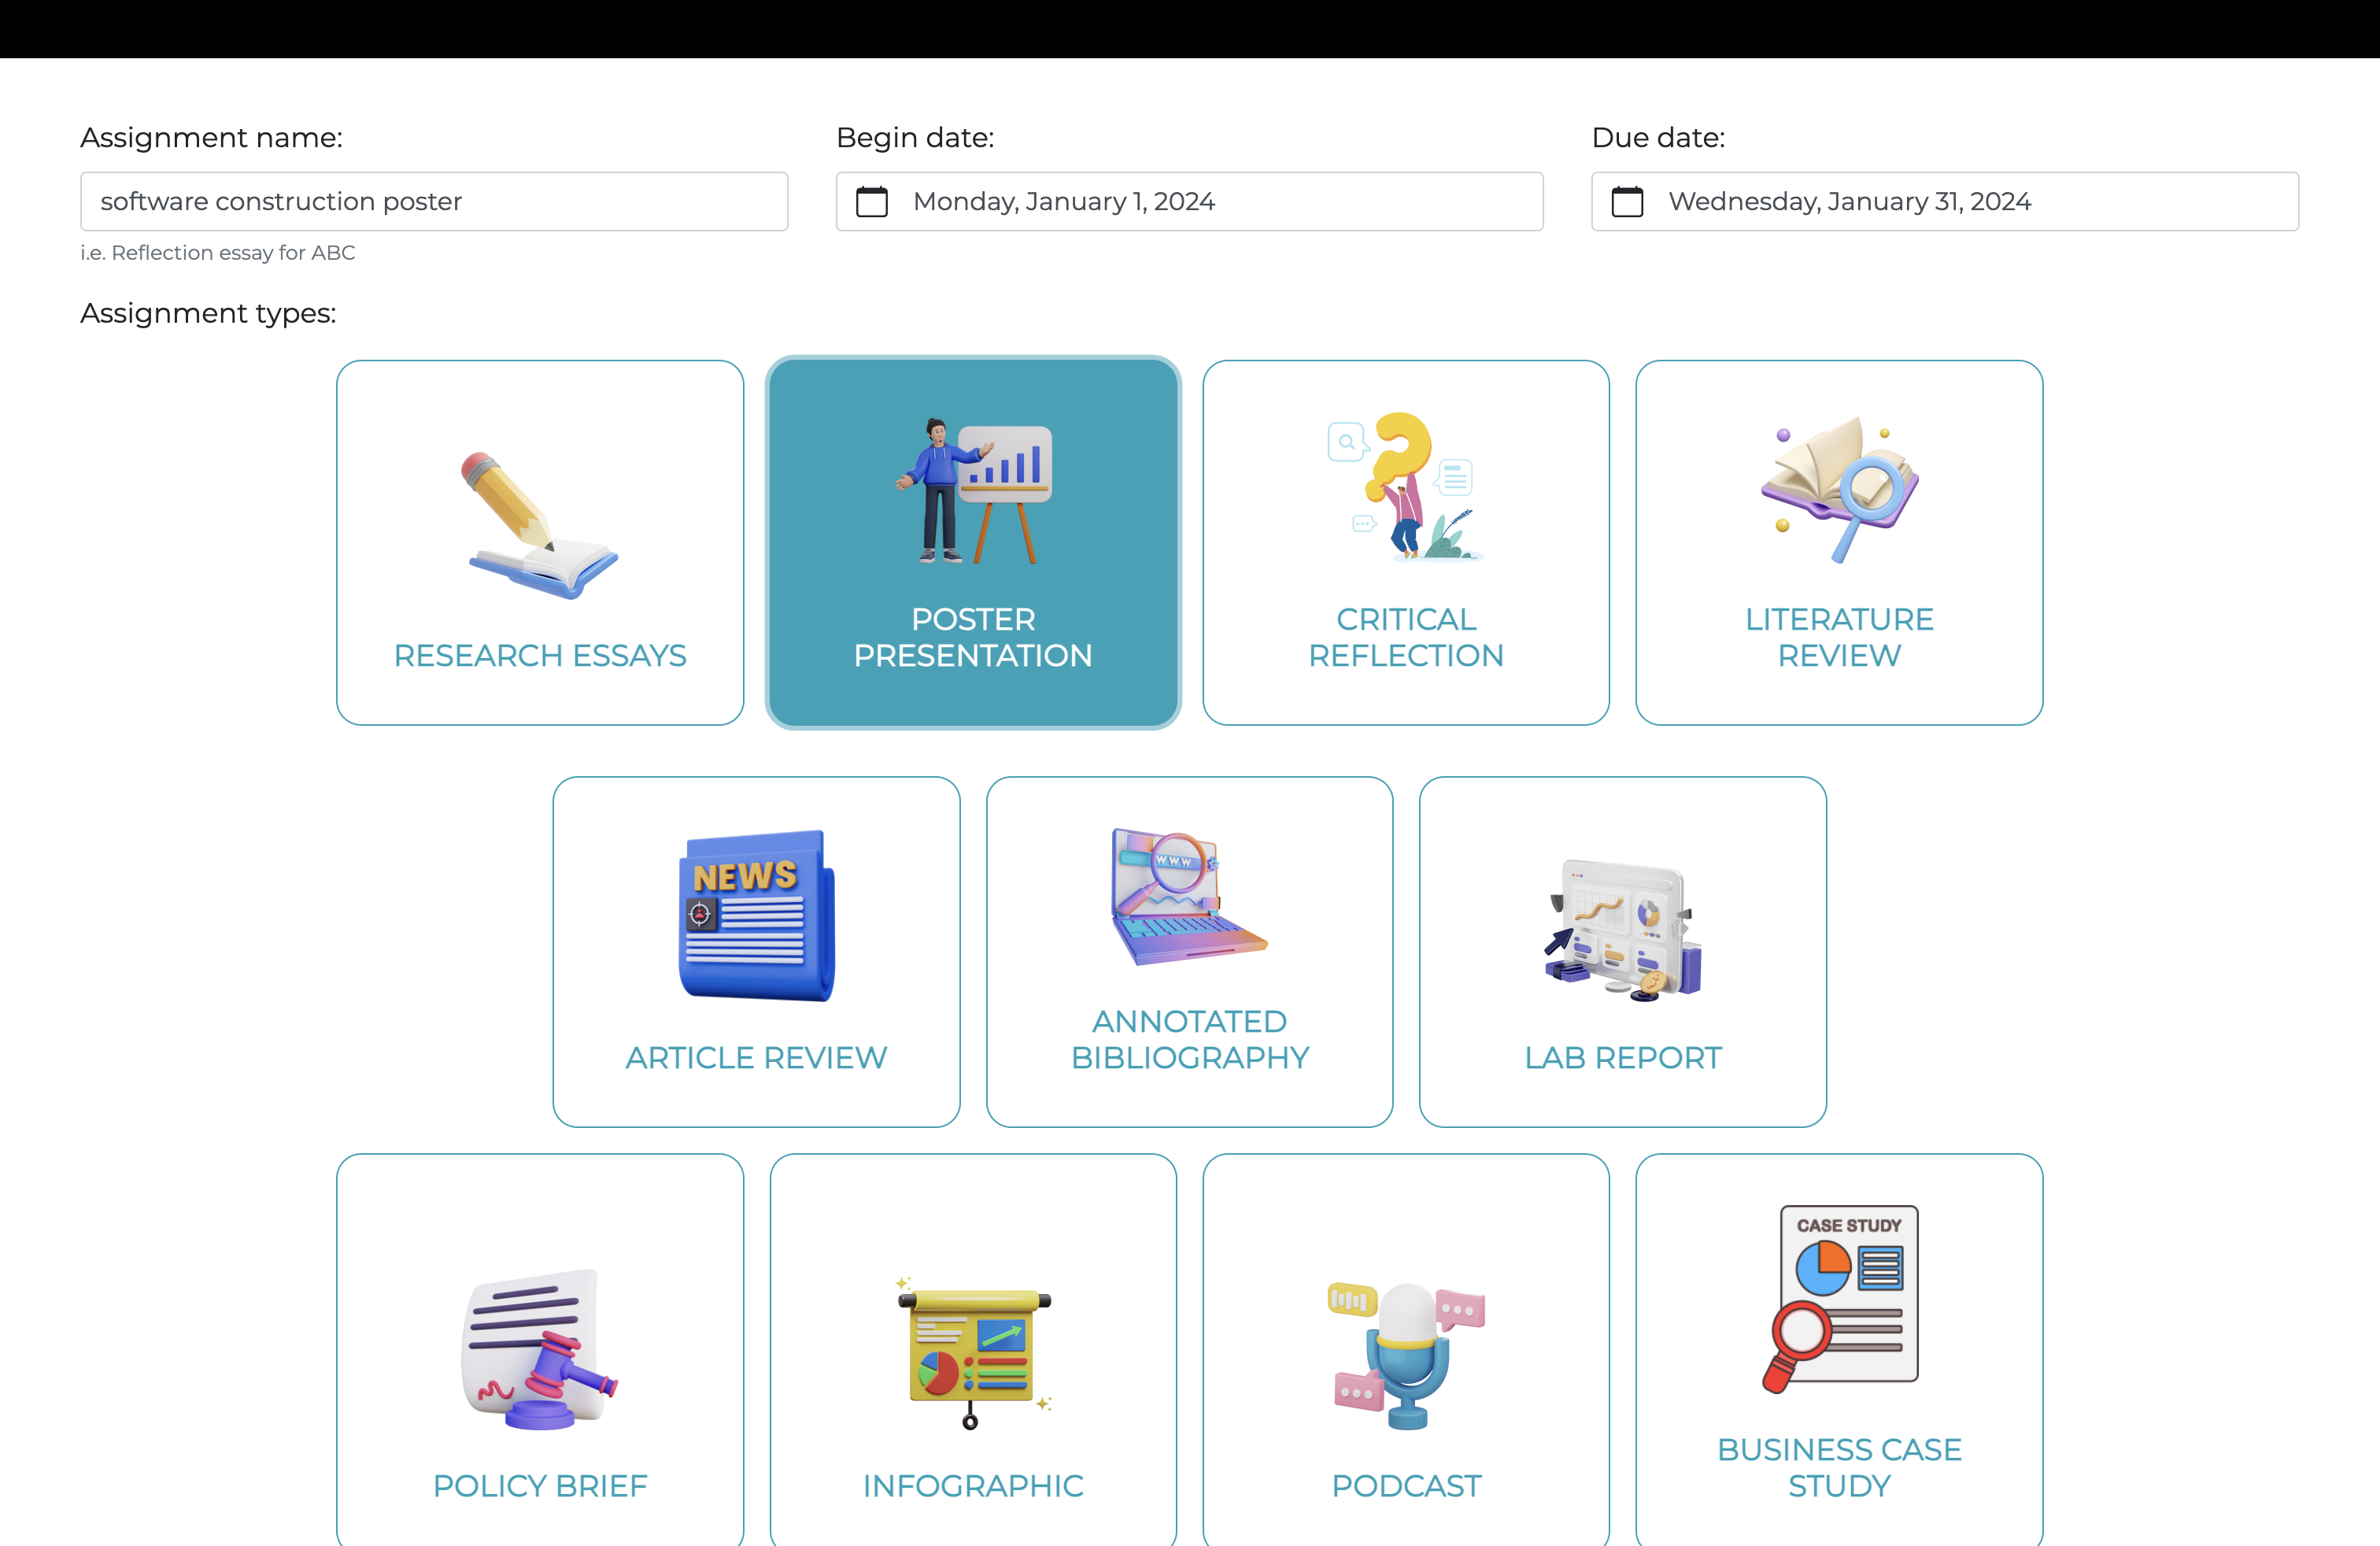 Assignment name:
Begin date:
Due date:
software construction poster
Monday, January 1, 2024
Wednesday, January 31, 2024
i.e. Reflection essay for ABC
Assignment types:
RESEARCH ESSAYS
POSTER
PRESENTATION
CRITICAL
REFLECTION
LITERATURE
REVIEW
NEWS
ARTICLE REVIEW
WWW
ANNOTATED
BIBLIOGRAPHY
LAB REPORT
POLICY BRIEF
INFOGRAPHIC
PODCAST
CASE STUDY
BUSINESS CASE
STUDY